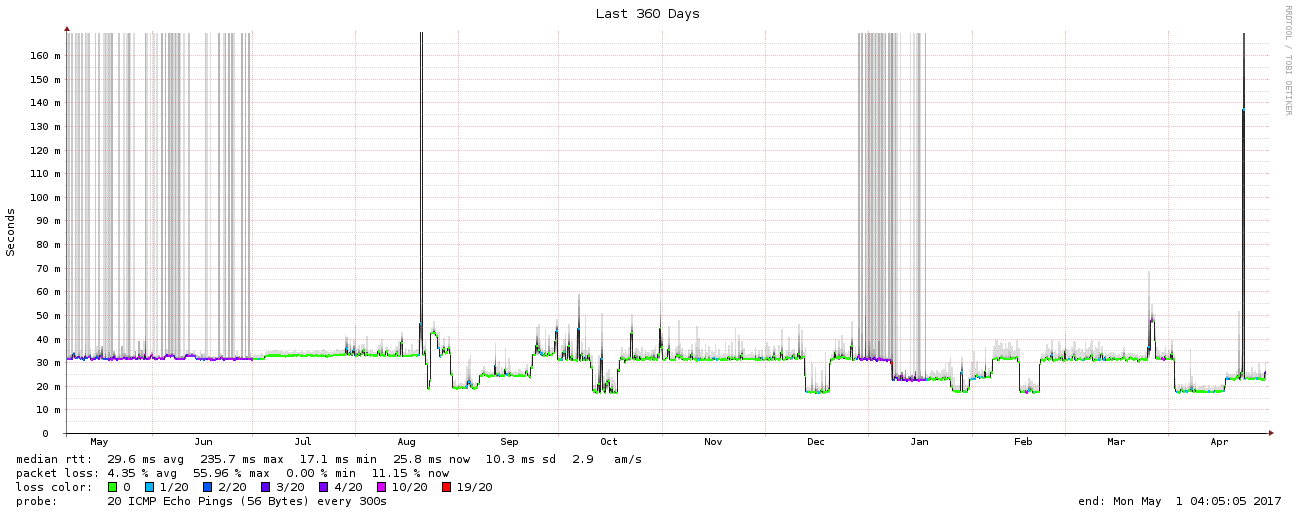 Last 360 Days
RRDTOOL / TOBI OETIKER
Seconds
160 m
150 m
140 m
130 m
120 m
110 m
100 m
90 m
80 m
70 m
60 m
50 m
40 m
30 m
20 m
10 m
0
May Jun Jul Aug Sep Oct Nov Dec Jan Feb Mar Apr
median rtt: 29.6 ms avg 235.7 ms max 17.1 ms min 25.8 ms now 10.3 ms sd 2.9 am/s
packet loss: 4.35 % avg 55.96 % max 0.00 % min 11.15 % now
loss color: 0 1/20 2/20 3/20 4/20 10/20 19/20
probe: 20 ICMP Echo Pings (56 Bytes) every 300s end: Mon May 1 04:05:05 2017